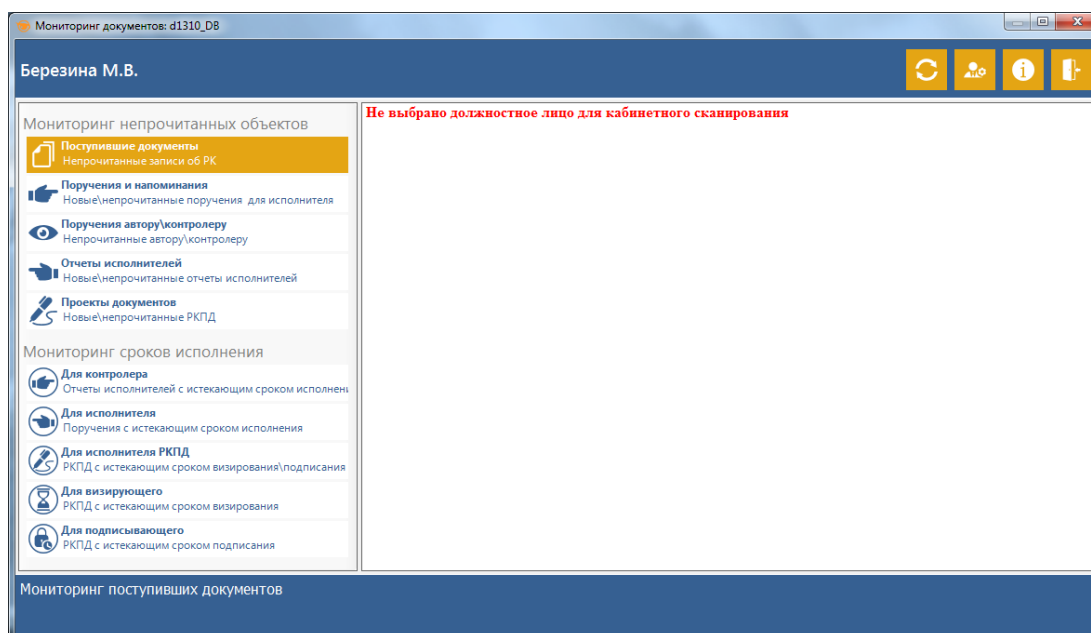 Мониторинг документов: d1310_DB
Березина М.В.
Мониторинг непрочитанных объектов
Поступившие документы
Непрочитанные записи об РК
Поручения и напоминания
Новые\непрочитанные поручения для исполнителя
Поручения автору\контролеру
Непрочитанные автору\контролеру
Отчеты исполнителей
Новые\непрочитанные отчеты исполнителей
Проекты документов
Новые\непрочитанные РКПД
Мониторинг сроков исполнения
Для контролера
Отчеты исполнителей с истекающим сроком исполнени
Для исполнителя
Поручения с истекающим сроком исполнения
Для исполнителя РКПД
РКПД с истекающим сроком визирования\подписания
Для визирующего
РКПД с истекающим сроком визирования
Для подписывающего
РКПД с истекающим сроком подписания
Не выбрано должностное лицо для кабинетного сканирования
Мониторинг поступивших документов